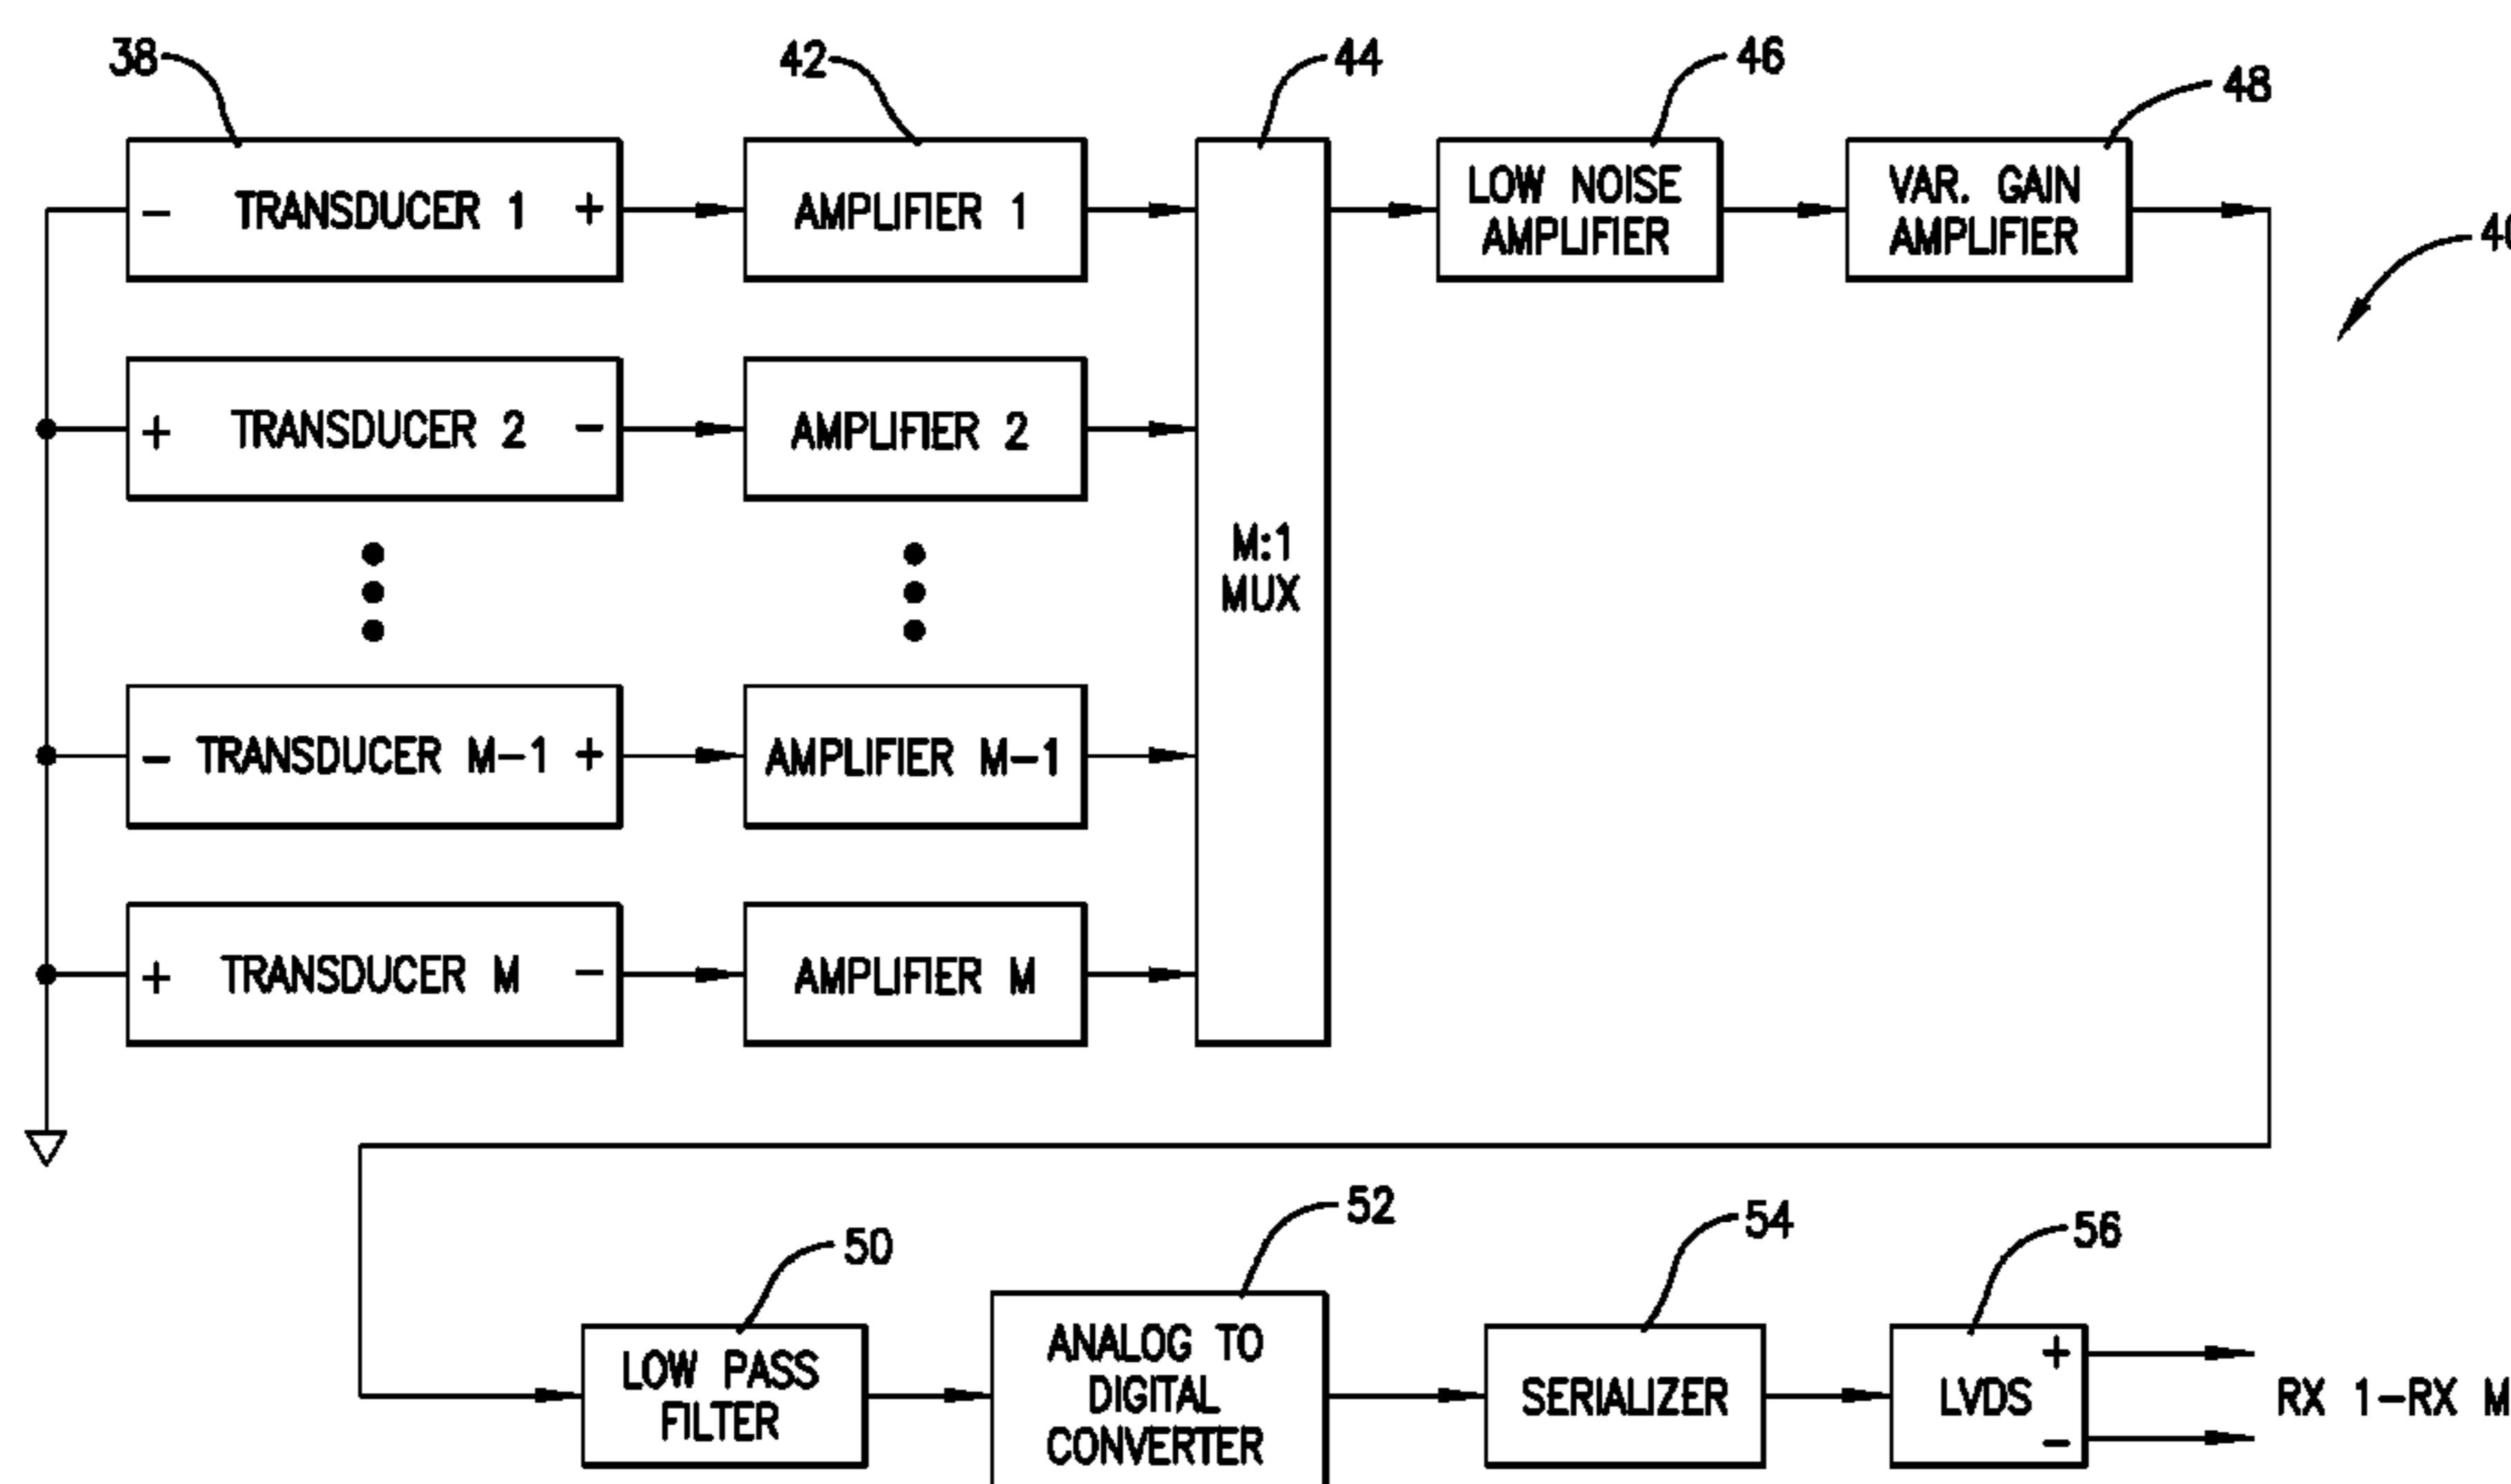 38
42
44
46
48
- TRANSDUCER 1 +
AMPLIFIER 1
LOW NOISE
AMPLIFIER
VAR. GAIN
AMPLIFIER
+ TRANSDUCER 2 -
AMPLIFIER 2
M:1
MUX
- TRANSDUCER M-1 +
AMPLIFIER M-1
+ TRANSDUCER M -
AMPLIFIER M
50
52
54
56
LOW PASS
FILTER
ANALOG TO
DIGITAL
CONVERTER
SERIALIZER
+
LVDS
-
RX 1-RX M